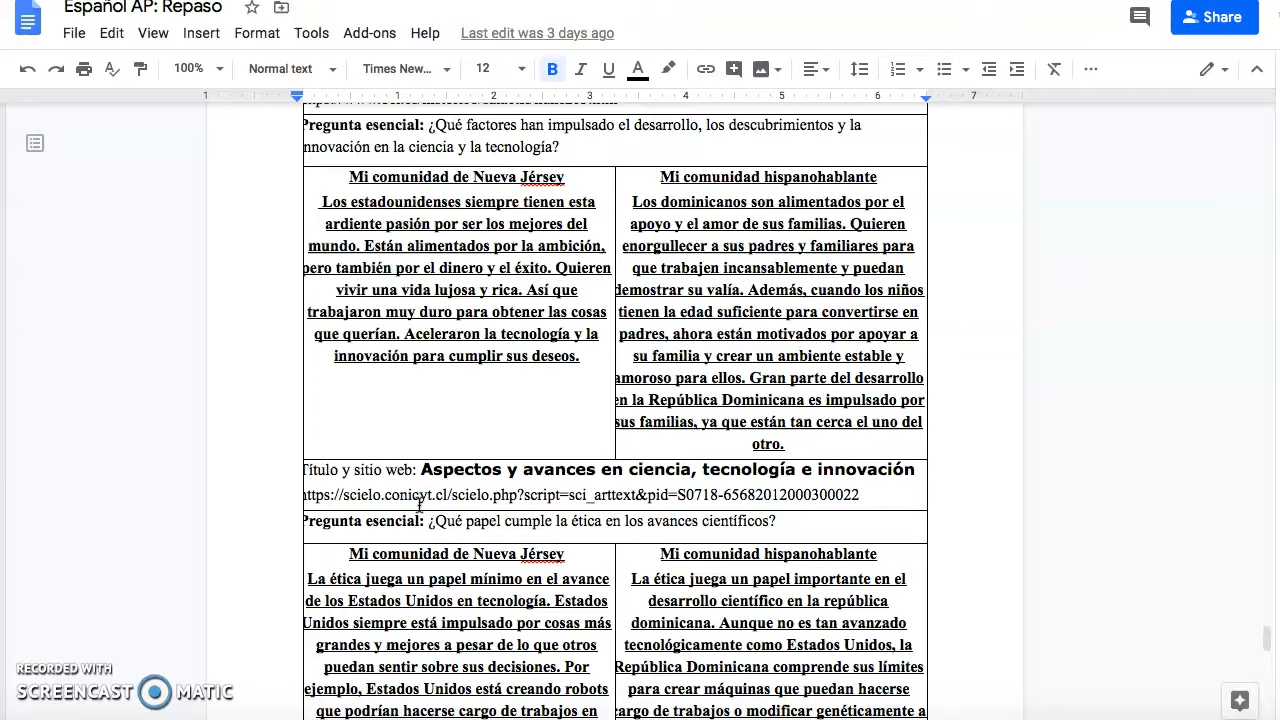 Español AP: Repaso
File Edit View Insert Format Tools Add-ons Help Last edit was 3 days ago
Share
100% Normal text Times New... 12 B I U A
1 1 2 3 4 5 6 7
Pregunta esencial: ¿Qué factores han impulsado el desarrollo, los descubrimientos y la
innovación en la ciencia y la tecnología?
Mi comunidad de Nueva Jérsey
Los estadounidenses siempre tienen esta
ardiente pasión por ser los mejores del
mundo. Están alimentados por la ambición,
pero también por el dinero y el éxito. Quieren
vivir una vida lujosa y rica. Así que
trabajaron muy duro para obtener las cosas
que querían. Aceleraron la tecnología y la
innovación para cumplir sus deseos.
Mi comunidad hispanohablante
Los dominicanos son alimentados por el
apoyo y el amor de sus familias. Quieren
enorgullecer a sus padres y familiares para
que trabajen incansablemente y puedan
demostrar su valía. Además, cuando los niños
tienen la edad suficiente para convertirse en
padres, ahora están motivados por apoyar a
su familia y crear un ambiente estable y
amoroso para ellos. Gran parte del desarrollo
en la República Dominicana es impulsado por
sus familias, ya que están tan cerca el uno del
otro.
Título y sitio web: Aspectos y avances en ciencia, tecnología e innovación
https://scielo.conicyt.cl/scielo.php?script=sci_arttext&pid=S0718-65682012000300022
Pregunta esencial: ¿Qué papel cumple la ética en los avances científicos?
Mi comunidad de Nueva Jérsey
La ética juega un papel mínimo en el avance
de los Estados Unidos en tecnología. Estados
Unidos siempre está impulsado por cosas más
grandes y mejores a pesar de lo que otros
puedan sentir sobre sus decisiones. Por
ejemplo, Estados Unidos está creando robots
que podrían hacerse cargo de trabajos en
Mi comunidad hispanohablante
La ética juega un papel importante en el
desarrollo científico en la república
dominicana. Aunque no es tan avanzado
tecnológicamente como Estados Unidos, la
República Dominicana comprende sus límites
para crear máquinas que puedan hacerse
cargo de trabajos o modificar genéticamente a
RECORDED WITH
SCREENCAST MATIC